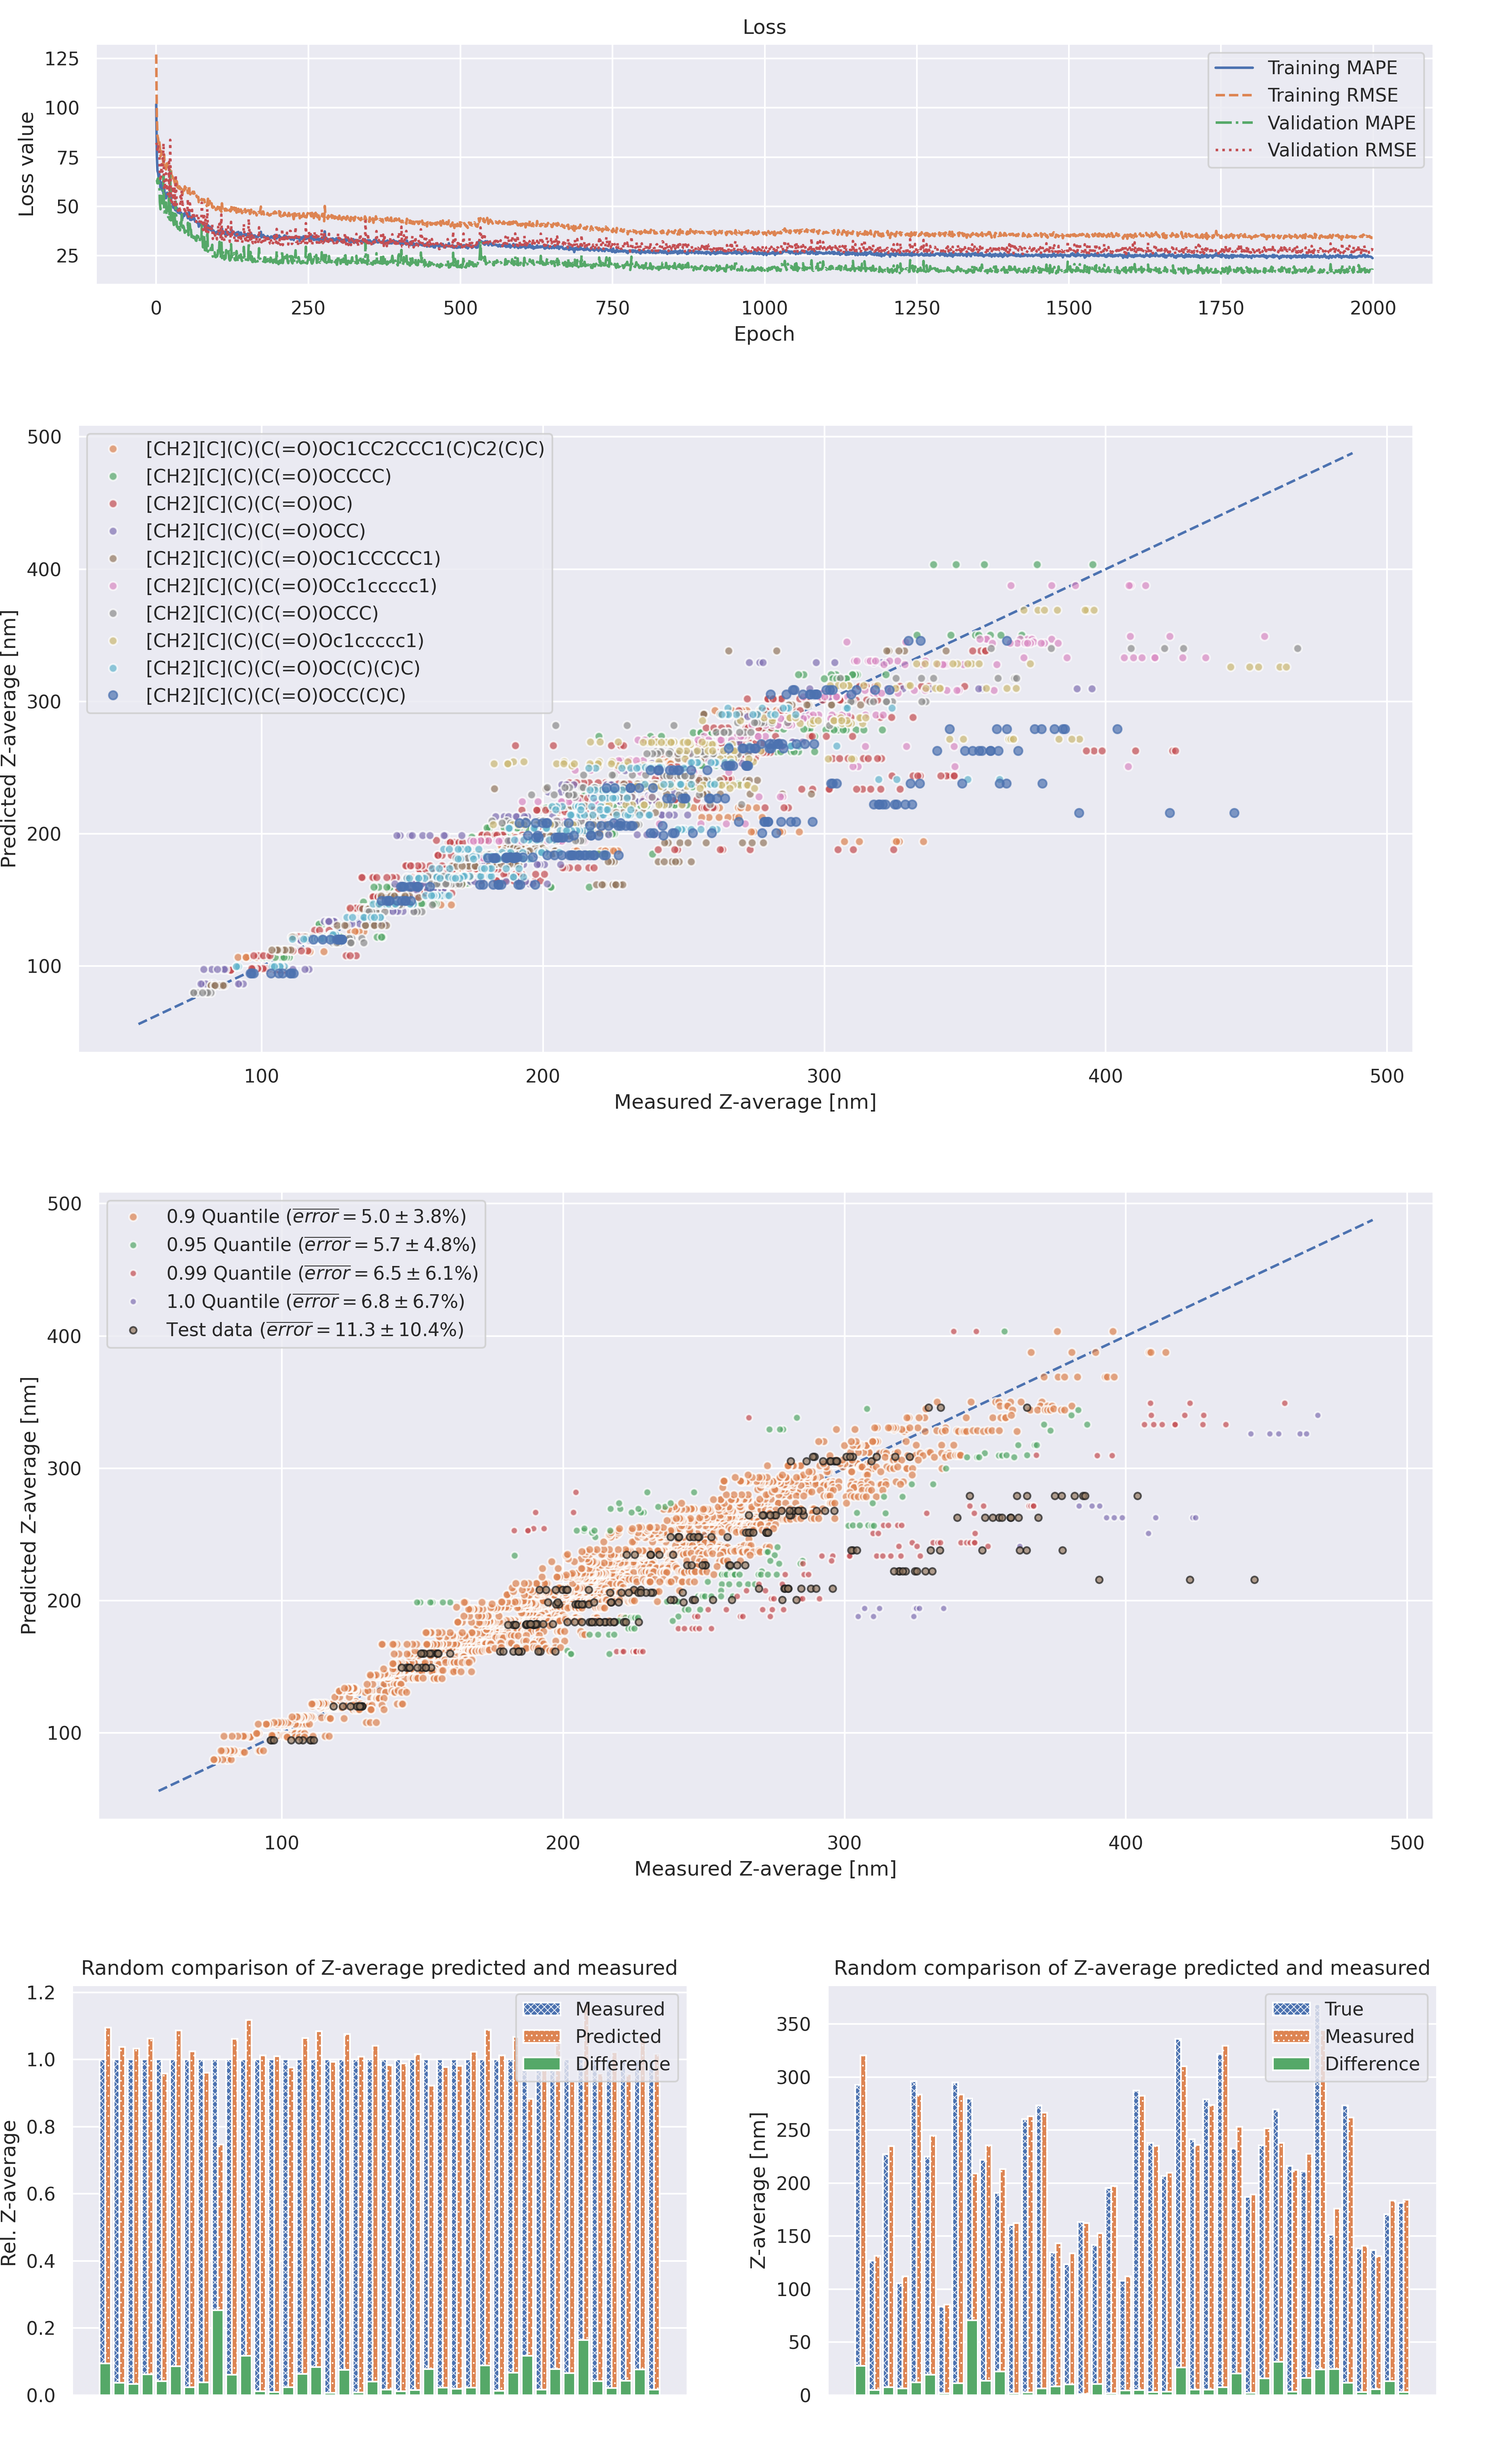 Loss
125
100
75
50
25
Loss value
Training MAPE
Training RMSE
Validation MAPE
Validation RMSE
0 250 500 750 1000 1250 1500 1750 2000
Epoch
500
400
300
200
100
Predicted Z-average [nm]
[CH2][C](C)(C(=O)OC1CC2CCC1(C)C2(C)C)
[CH2][C](C)(C(=O)OCCCC)
[CH2][C](C)(C(=O)OC)
[CH2][C](C)(C(=O)OCC)
[CH2][C](C)(C(=O)OC1CCCCC1)
[CH2][C](C)(C(=O)OCc1ccccc1)
[CH2][C](C)(C(=O)OCCC)
[CH2][C](C)(C(=O)Oc1ccccc1)
[CH2][C](C)(C(=O)OC(C)(C)C)
[CH2][C](C)(C(=O)OCC(C)C)
100 200 300 400 500
Measured Z-average [nm]
500
400
300
200
100
Predicted Z-average [nm]
0.9 Quantile (error = 5.0 ± 3.8%)
0.95 Quantile (error = 5.7 ± 4.8%)
0.99 Quantile (error = 6.5 ± 6.1%)
1.0 Quantile (error = 6.8 ± 6.7%)
Test data (error = 11.3 ± 10.4%)
100 200 300 400 500
Measured Z-average [nm]
Random comparison of Z-average predicted and measured
1.2
1.0
0.8
0.6
0.4
0.2
0.0
Rel. Z-average
Measured
Predicted
Difference
Random comparison of Z-average predicted and measured
350
300
250
200
150
100
50
0
Z-average [nm]
True
Measured
Difference